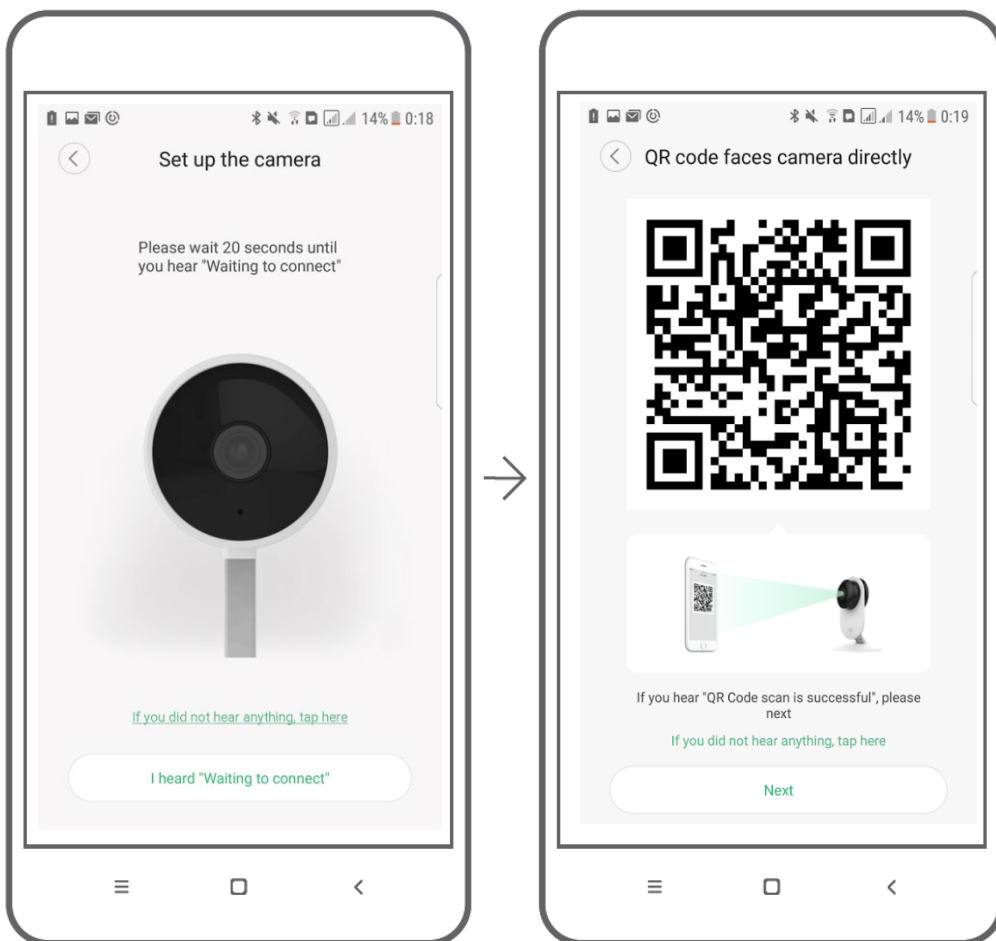 14% 0:18
Set up the camera
Please wait 20 seconds until
you hear "Waiting to connect"
If you did not hear anything, tap here
I heard "Waiting to connect"
14% 0:19
QR code faces camera directly
If you hear "QR Code scan is successful", please
next
If you did not hear anything, tap here
Next